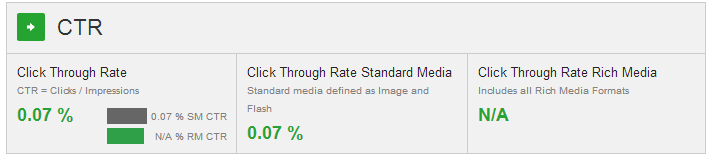 CTR
Click Through Rate
CTR = Clicks / Impressions
0.07 %
0.07 % SM CTR
N/A % RM CTR
Click Through Rate Standard Media
Standard media defined as Image and
Flash
0.07 %
Click Through Rate Rich Media
Includes all Rich Media Formats
N/A